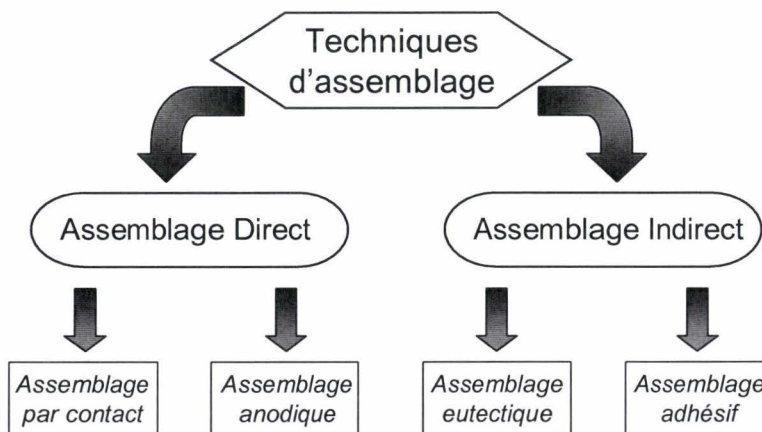 Techniques
d'assemblage
Assemblage Direct
Assemblage Indirect
Assemblage
par contact
Assemblage
anodique
Assemblage
eutectique
Assemblage
adhésif